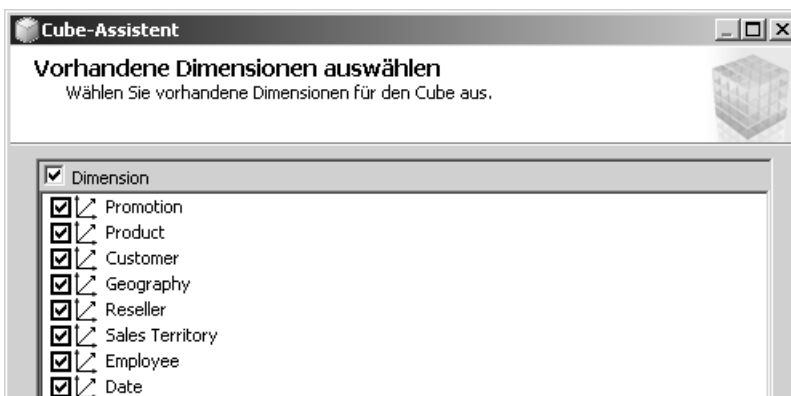 Cube-Assistent
Vorhandene Dimensionen auswählen
Wählen Sie vorhandene Dimensionen für den Cube aus.
Dimension
Promotion
Product
Customer
Geography
Reseller
Sales Territory
Employee
Date